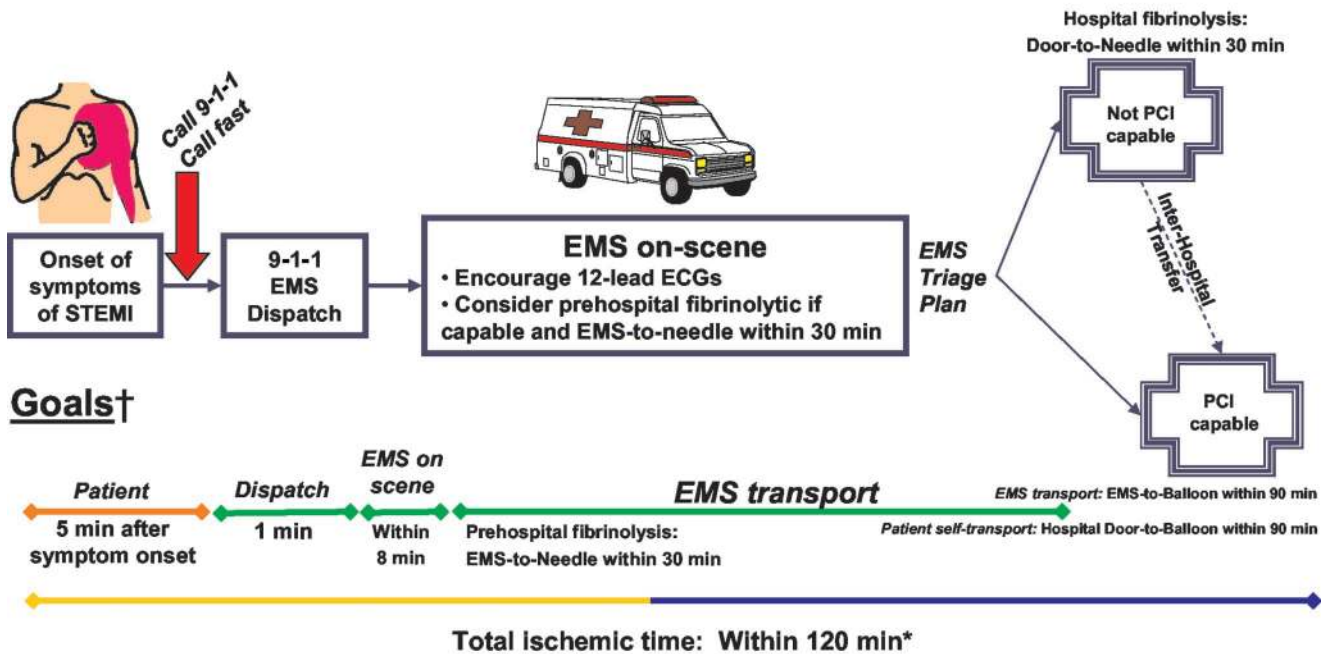 Hospital fibrinolysis:
Door-to-Needle within 30 min
Call 9-1-1
Call fast
Not PCI
capable
Inter-Hospital
Transfer
Onset of
symptoms
of STEMI
9-1-1
EMS
Dispatch
EMS on-scene
• Encourage 12-lead ECGs
• Consider prehospital fibrinolytic if
capable and EMS-to-needle within 30 min
EMS
Triage
Plan
PCI
capable
Goals†
Patient
5 min after
symptom onset
Dispatch
1 min
EMS on
scene
Within
8 min
EMS transport
Prehospital fibrinolysis:
EMS-to-Needle within 30 min
EMS transport: EMS-to-Balloon within 90 min
Patient self-transport: Hospital Door-to-Balloon within 90 min
Total ischemic time: Within 120 min*